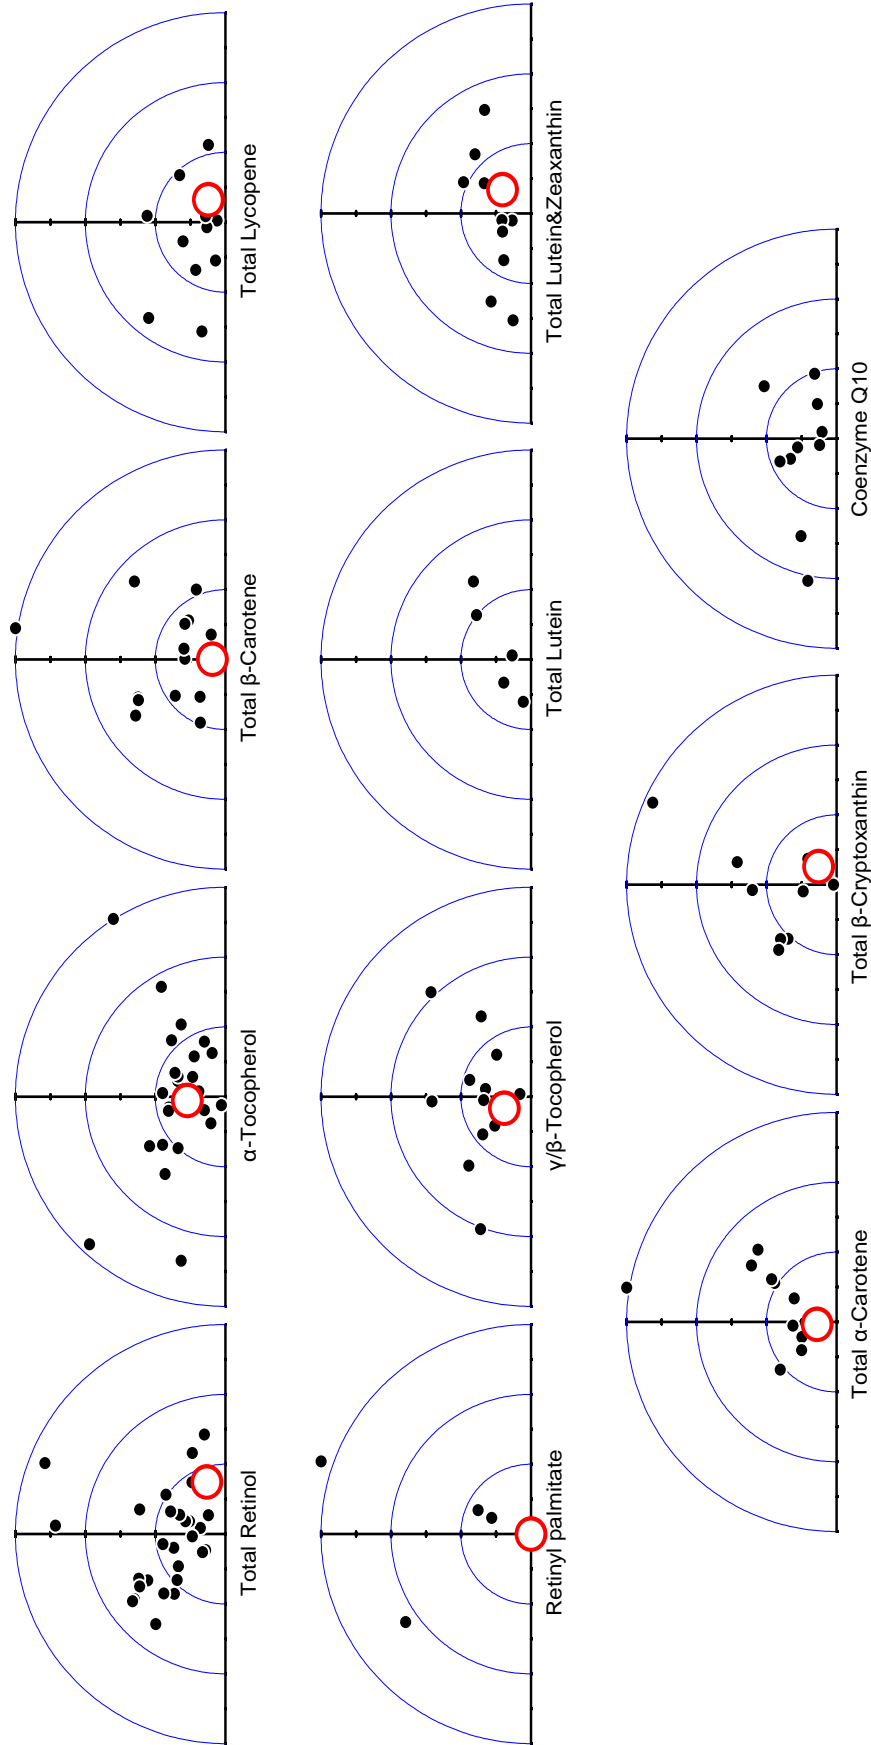 Total Retinol
α-Tocopherol
Total β-Carotene
Total Lycopene
Retinyl palmitate
γ/β-Tocopherol
Total Lutein
Total Lutein&Zeaxanthin
Total α-Carotene
Total β-Cryptoxanthin
Coenzyme Q10